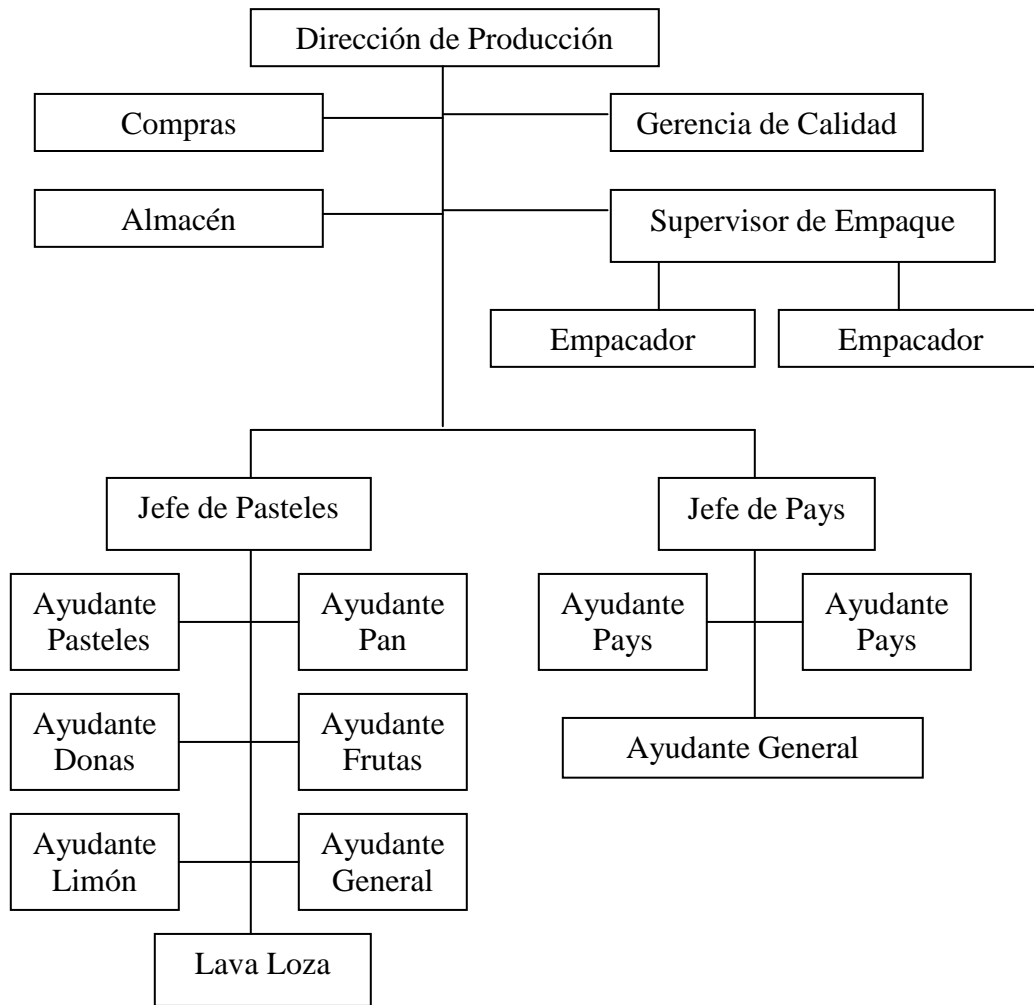 Dirección de Producción
Compras
Gerencia de Calidad
Almacén
Supervisor de Empaque
Empacador
Empacador
Jefe de Pasteles
Jefe de Pays
Ayudante
Pasteles
Ayudante
Pan
Ayudante
Pays
Ayudante
Pays
Ayudante
Donas
Ayudante
Frutas
Ayudante General
Ayudante
Limón
Ayudante
General
Lava Loza